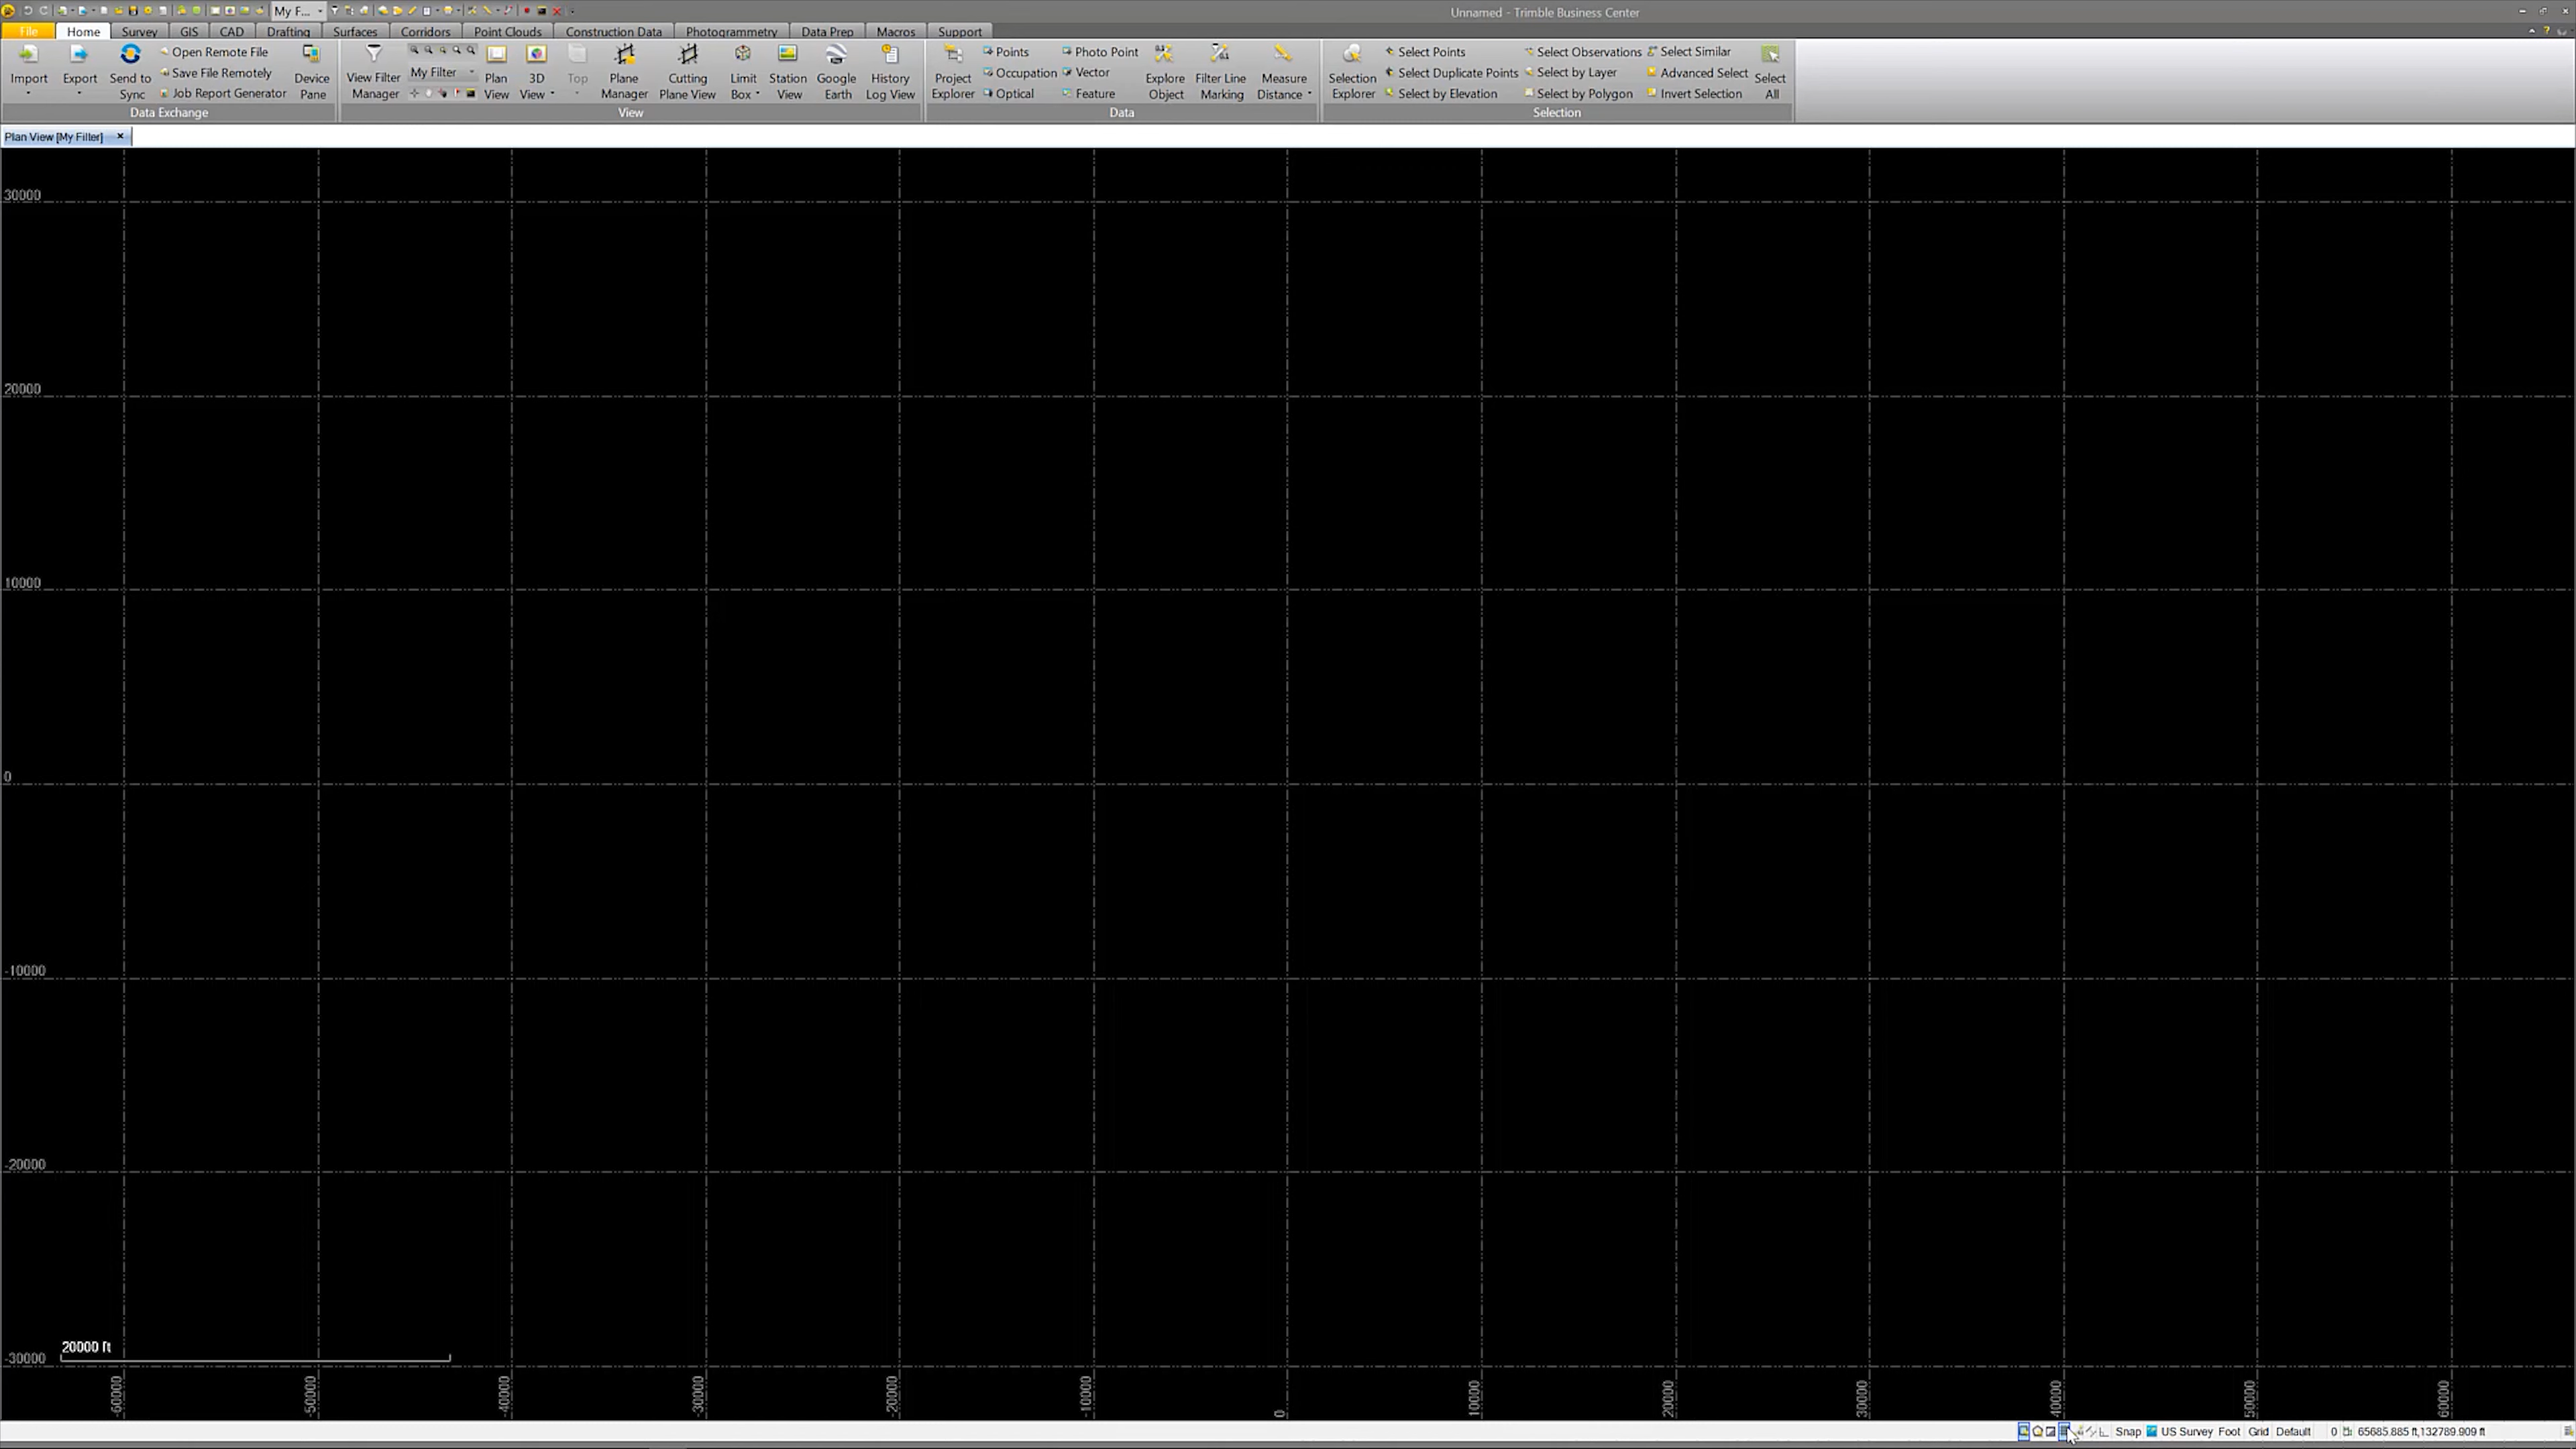 My F...
Unnamed - Trimble Business Center
File Home Survey GIS CAD Drafting Surfaces Corridors Point Clouds Construction Data Photogrammetry Data Prep Macros Support
Import
Export
Send to
Sync
Open Remote File
Save File Remotely
Job Report Generator
Device
Pane
Data Exchange
View Filter
Manager
My Filter
Plan
View
3D
View
Top
Plane
Manager
Cutting
Plane View
Limit
Box
Station
View
Google
Earth
History
Log View
View
Project
Explorer
Points
Occupation
Optical
Photo Point
Vector
Feature
Explore
Object
Filter Line
Marking
Measure
Distance
Data
Selection
Explorer
Select Points
Select Duplicate Points
Select by Elevation
Select Observations
Select by Layer
Select by Polygon
Select Similar
Advanced Select
Invert Selection
Select
All
Selection
Plan View [My Filter]
30000
20000
10000
0
-10000
-20000
-30000
20000 ft
-60000
-50000
-40000
-30000
-20000
-10000
0
10000
20000
30000
40000
50000
60000
Snap US Survey Foot Grid Default 0 65685.885 ft,132789.909 ft